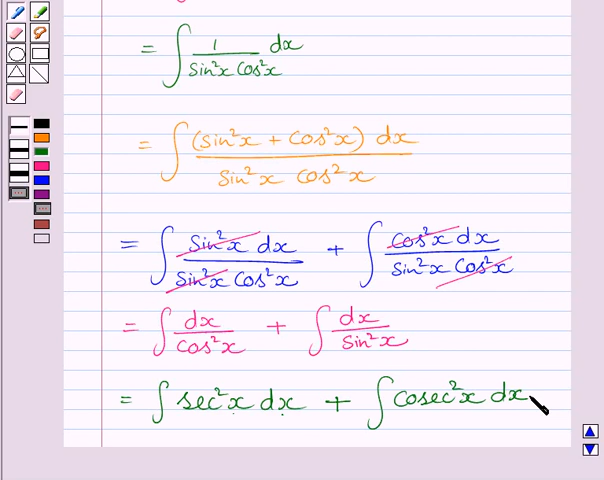 = ∫ 1/(sin²x cos²x) dx
= ∫ (sin²x + cos²x) dx/(sin²x cos²x)
= ∫ sin²x dx/(sin²x cos²x) + ∫ cos²x dx/(sin²x cos²x)
= ∫ dx/cos²x + ∫ dx/sin²x
= ∫ sec²x dx + ∫ cosec²x dx